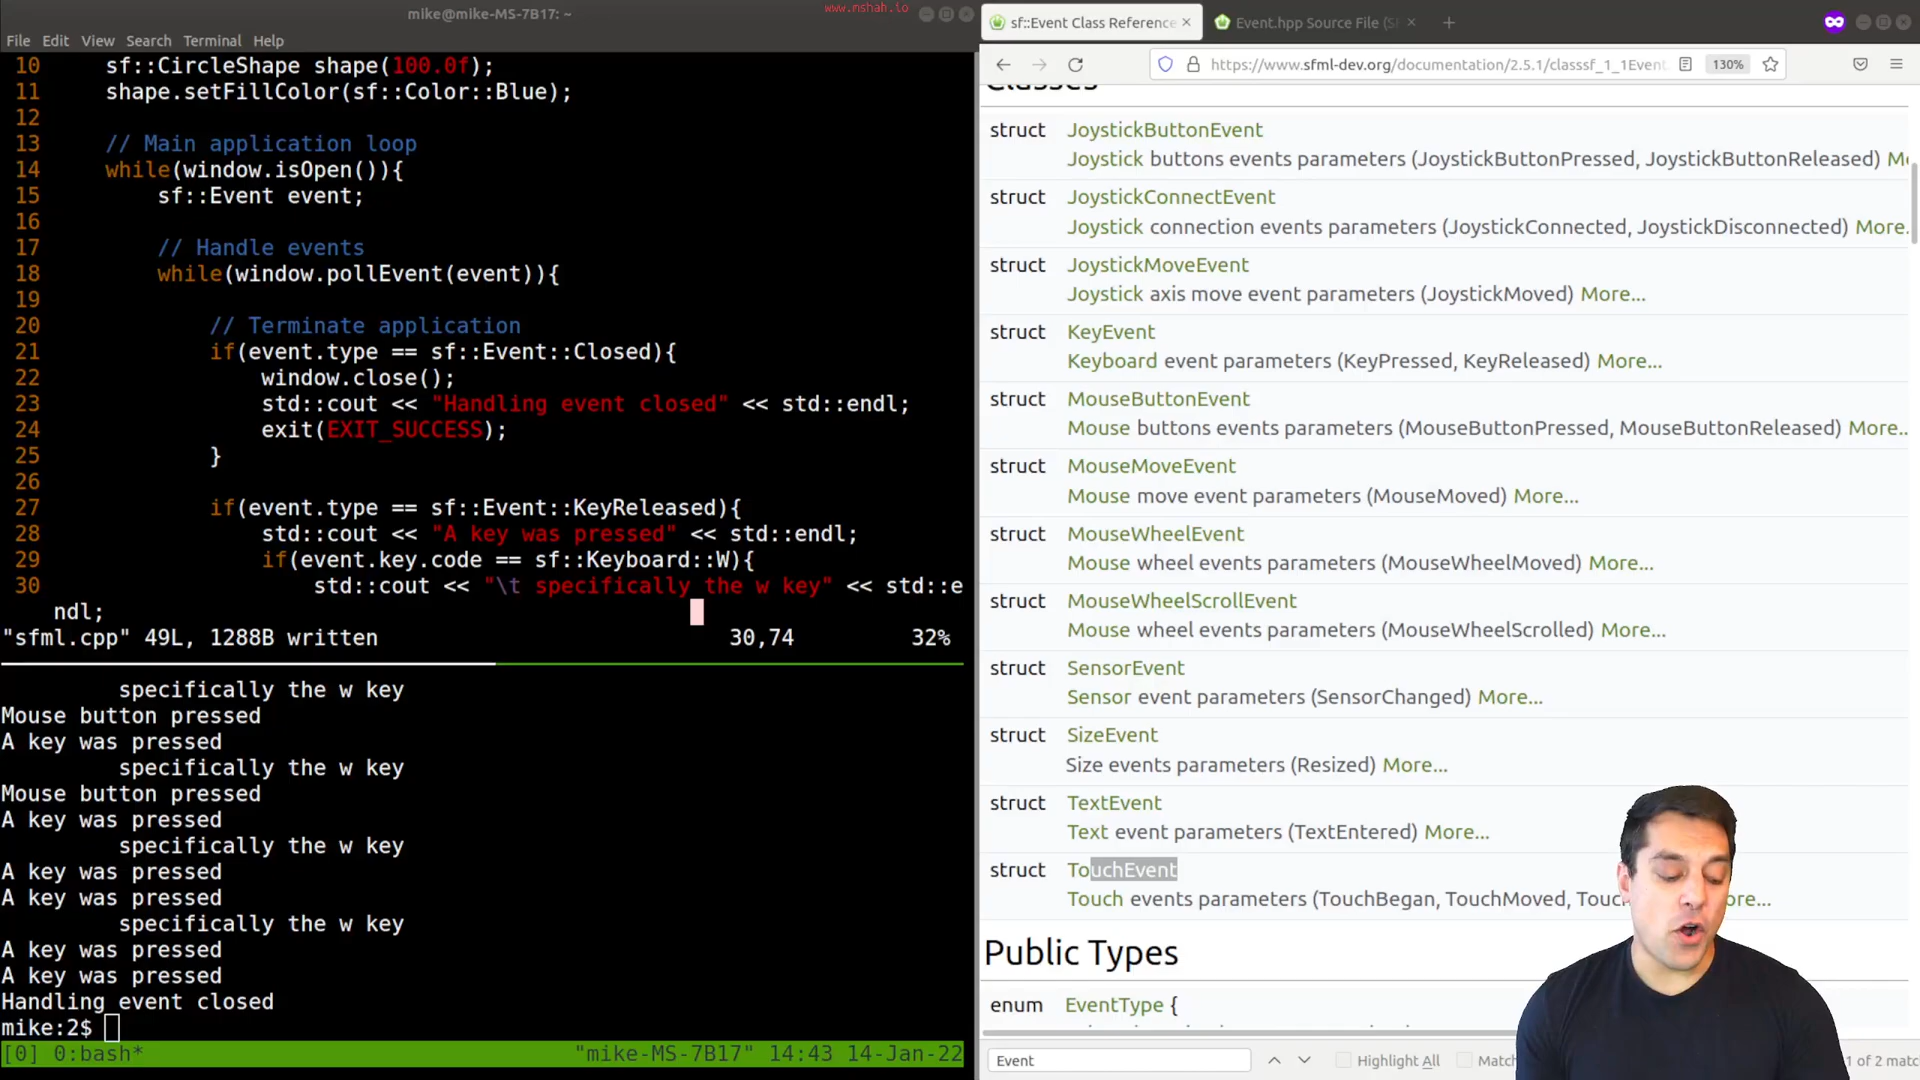 mike@mike-MS-7B17: ~
www.mshah.io
File Edit View Search Terminal Help
10 sf::CircleShape shape(100.0f);
11 shape.setFillColor(sf::Color::Blue);
12
13 // Main application loop
14 while(window.isOpen()){
15 sf::Event event;
16
17 // Handle events
18 while(window.pollEvent(event)){
19
20 // Terminate application
21 if(event.type == sf::Event::Closed){
22 window.close();
23 std::cout << "Handling event closed" << std::endl;
24 exit(EXIT_SUCCESS);
25 }
26
27 if(event.type == sf::Event::KeyReleased){
28 std::cout << "A key was pressed" << std::endl;
29 if(event.key.code == sf::Keyboard::W){
30 std::cout << "\t specifically the w key" << std::e
ndl;
"sfml.cpp" 49L, 1288B written 30,74 32%
specifically the w key
Mouse button pressed
A key was pressed
specifically the w key
Mouse button pressed
A key was pressed
specifically the w key
A key was pressed
A key was pressed
specifically the w key
A key was pressed
A key was pressed
Handling event closed
mike:2$
[0] 0:bash* "mike-MS-7B17" 14:43 14-Jan-22
sf::Event Class Reference
Event.hpp Source File (S
https://www.sfml-dev.org/documentation/2.5.1/classsf_1_1Event. 130%
Classes
struct JoystickButtonEvent
Joystick buttons events parameters (JoystickButtonPressed, JoystickButtonReleased)
struct JoystickConnectEvent
Joystick connection events parameters (JoystickConnected, JoystickDisconnected) More.
struct JoystickMoveEvent
Joystick axis move event parameters (JoystickMoved) More...
struct KeyEvent
Keyboard event parameters (KeyPressed, KeyReleased) More...
struct MouseButtonEvent
Mouse buttons events parameters (MouseButtonPressed, MouseButtonReleased) More..
struct MouseMoveEvent
Mouse move event parameters (MouseMoved) More...
struct MouseWheelEvent
Mouse wheel events parameters (MouseWheelMoved) More...
struct MouseWheelScrollEvent
Mouse wheel events parameters (MouseWheelScrolled) More...
struct SensorEvent
Sensor event parameters (SensorChanged) More...
struct SizeEvent
Size events parameters (Resized) More...
struct TextEvent
Text event parameters (TextEntered) More...
struct TouchEvent
Touch events parameters (TouchBegan, TouchMoved,
Public Types
enum EventType {
Event Highlight All 1 of 2